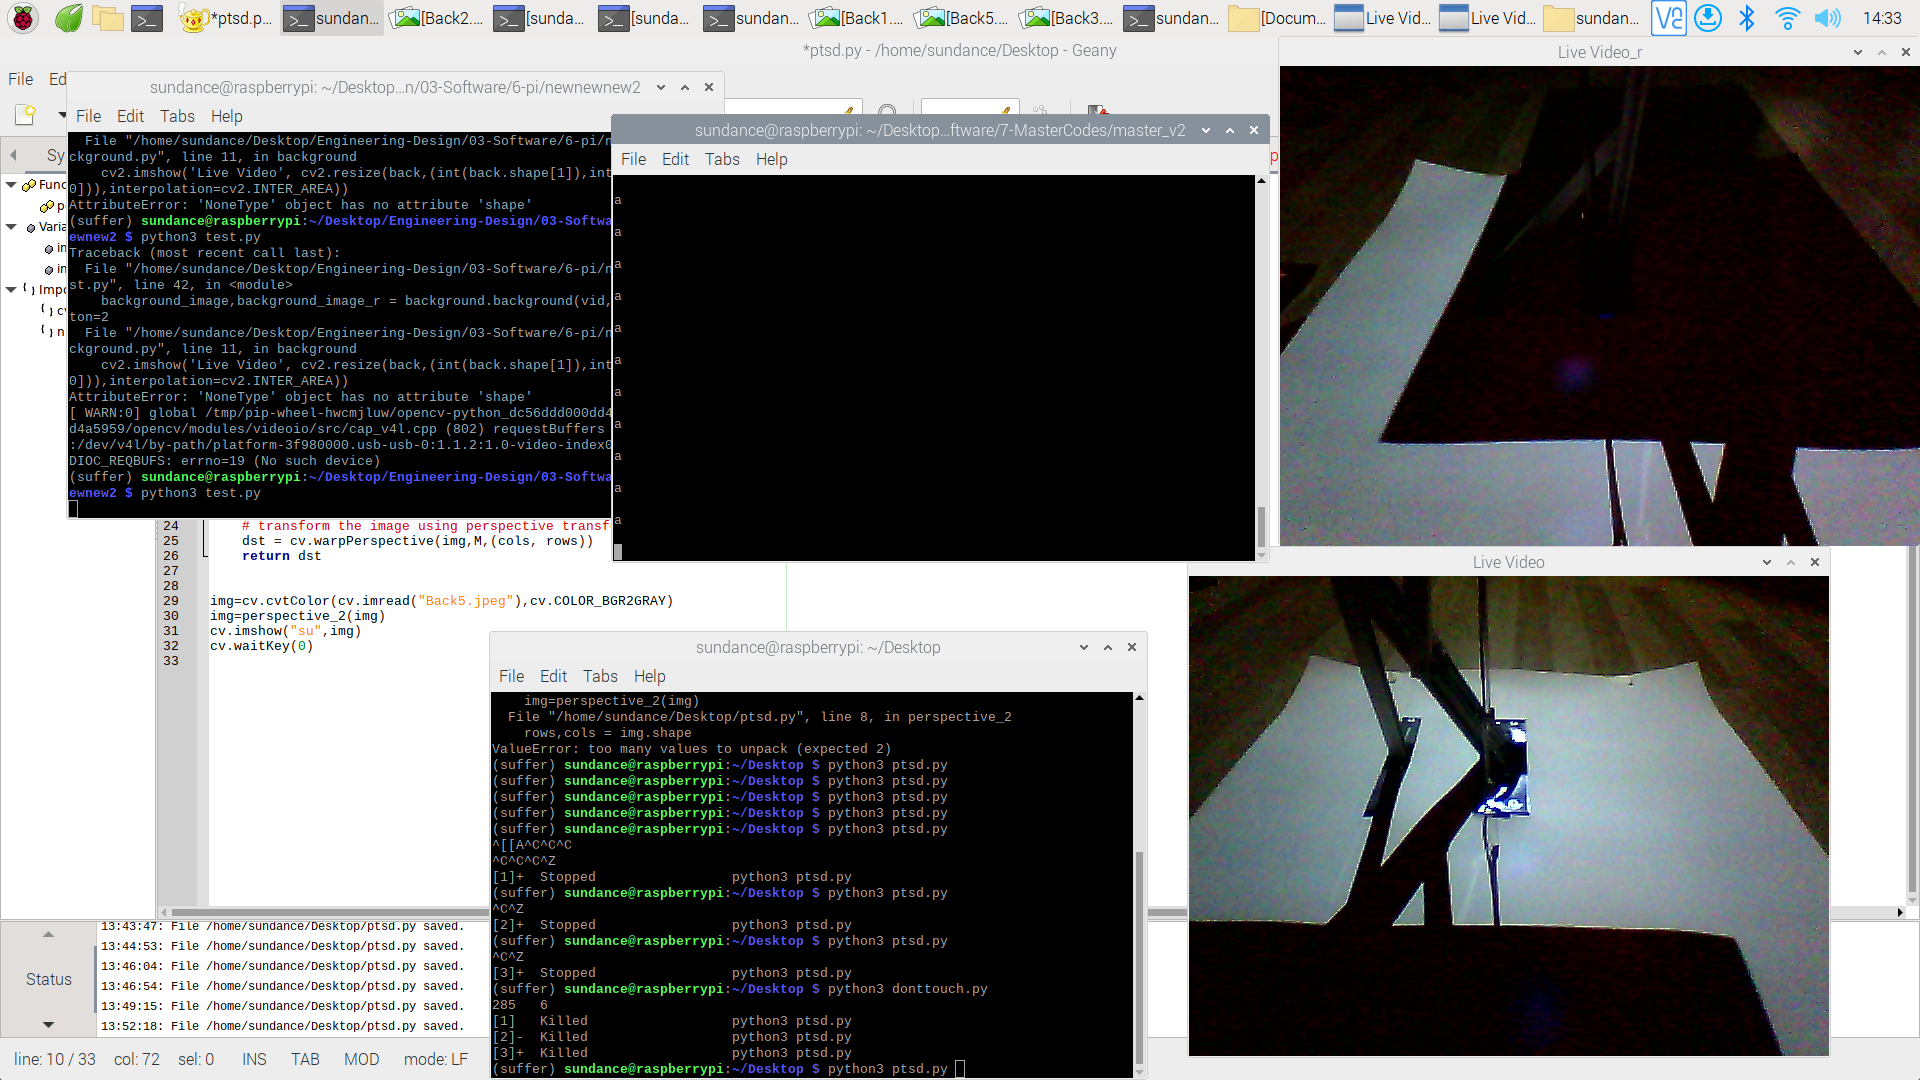 *ptsd.p...
sundan...
[Back2....
[sunda...
[sunda...
sundan...
[Back1....
[Back5....
[Back3....
sundan...
[Docum...
Live Vid...
Live Vid...
sundan...
14:33
*ptsd.py - /home/sundance/Desktop - Geany
File Ed
Sy
Func
p
Varia
in
in
Impo
cv
n
sundance@raspberrypi: ~/Desktop...n/03-Software/6-pi/newnewnew2
File Edit Tabs Help
File "/home/sundance/Desktop/Engineering-Design/03-Software/6-pi/n
ckground.py", line 11, in background
cv2.imshow('Live Video', cv2.resize(back,(int(back.shape[1]),int
0])),interpolation=cv2.INTER_AREA))
AttributeError: 'NoneType' object has no attribute 'shape'
(suffer) sundance@raspberrypi:~/Desktop/Engineering-Design/03-Softwa
ewnew2 $ python3 test.py
Traceback (most recent call last):
File "/home/sundance/Desktop/Engineering-Design/03-Software/6-pi/n
st.py", line 42, in <module>
background_image,background_image_r = background.background(vid,
ton=2
File "/home/sundance/Desktop/Engineering-Design/03-Software/6-pi/n
ckground.py", line 11, in background
cv2.imshow('Live Video', cv2.resize(back,(int(back.shape[1]),int
0])),interpolation=cv2.INTER_AREA))
AttributeError: 'NoneType' object has no attribute 'shape'
[ WARN:0] global /tmp/pip-wheel-hwcmjluw/opencv-python_dc56ddd000dd4
d4a5959/opencv/modules/videoio/src/cap_v4l.cpp (802) requestBuffers
:/dev/v4l/by-path/platform-3f980000.usb-usb-0:1.1.2:1.0-video-index0
DIOC_REQBUFS: errno=19 (No such device)
(suffer) sundance@raspberrypi:~/Desktop/Engineering-Design/03-Softwa
ewnew2 $ python3 test.py
sundance@raspberrypi: ~/Desktop...ftware/7-MasterCodes/master_v2
File Edit Tabs Help
a
a
a
a
a
a
a
a
a
a
a
Live Video_r
Live Video
24 # transform the image using perspective transf
25 dst = cv.warpPerspective(img,M,(cols, rows))
26 return dst
27
28
29 img=cv.cvtColor(cv.imread("Back5.jpeg"),cv.COLOR_BGR2GRAY)
30 img=perspective_2(img)
31 cv.imshow("su",img)
32 cv.waitKey(0)
33
sundance@raspberrypi: ~/Desktop
File Edit Tabs Help
img=perspective_2(img)
File "/home/sundance/Desktop/ptsd.py", line 8, in perspective_2
rows,cols = img.shape
ValueError: too many values to unpack (expected 2)
(suffer) sundance@raspberrypi:~/Desktop $ python3 ptsd.py
(suffer) sundance@raspberrypi:~/Desktop $ python3 ptsd.py
(suffer) sundance@raspberrypi:~/Desktop $ python3 ptsd.py
(suffer) sundance@raspberrypi:~/Desktop $ python3 ptsd.py
(suffer) sundance@raspberrypi:~/Desktop $ python3 ptsd.py
^[[A^C^C^C
^C^C^C^Z
[1]+ Stopped python3 ptsd.py
(suffer) sundance@raspberrypi:~/Desktop $ python3 ptsd.py
^C^Z
[2]+ Stopped python3 ptsd.py
(suffer) sundance@raspberrypi:~/Desktop $ python3 ptsd.py
^C^Z
[3]+ Stopped python3 ptsd.py
(suffer) sundance@raspberrypi:~/Desktop $ python3 donttouch.py
285 6
[1] Killed python3 ptsd.py
[2]- Killed python3 ptsd.py
[3]+ Killed python3 ptsd.py
(suffer) sundance@raspberrypi:~/Desktop $ python3 ptsd.py
Status
13:43:47: File /home/sundance/Desktop/ptsd.py saved.
13:44:53: File /home/sundance/Desktop/ptsd.py saved.
13:46:04: File /home/sundance/Desktop/ptsd.py saved.
13:46:54: File /home/sundance/Desktop/ptsd.py saved.
13:49:15: File /home/sundance/Desktop/ptsd.py saved.
13:52:18: File /home/sundance/Desktop/ptsd.py saved.
line: 10 / 33 col: 72 sel: 0 INS TAB MOD mode: LF